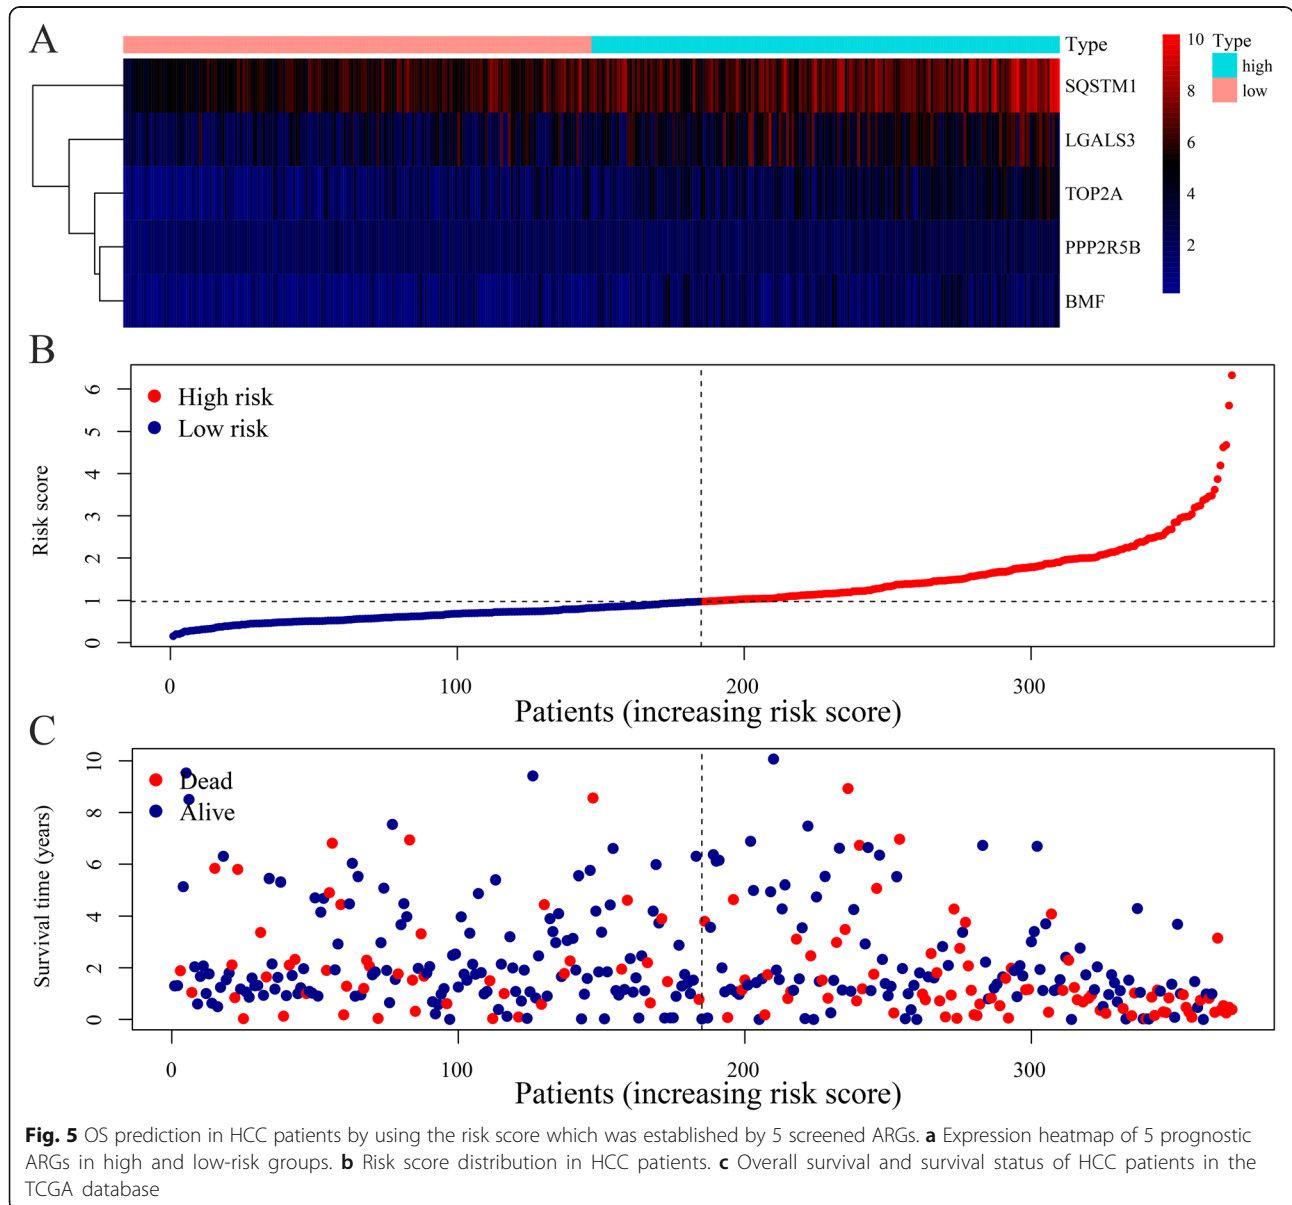 A
Type
SQSTM1
LGALS3
TOP2A
PPP2R5B
BMF
10
8
6
4
2
Type
high
low
B
High risk
Low risk
Risk score
0 1 2 3 4 5 6
0 100 200 300
Patients (increasing risk score)
C
Dead
Alive
Survival time (years)
0 2 4 6 8 10
0 100 200 300
Patients (increasing risk score)
Fig. 5 OS prediction in HCC patients by using the risk score which was established by 5 screened ARGs. a Expression heatmap of 5 prognostic
ARGs in high and low-risk groups. b Risk score distribution in HCC patients. c Overall survival and survival status of HCC patients in the
TCGA database